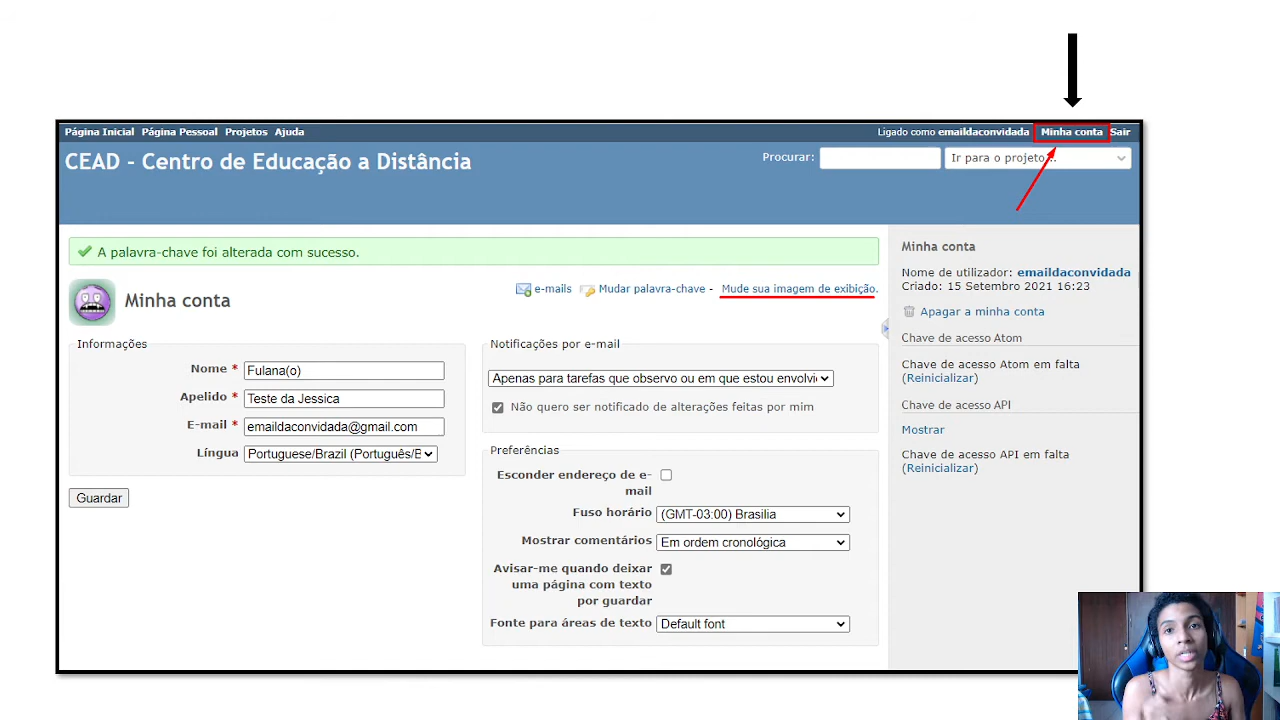 Página Inicial Página Pessoal Projetos Ajuda
Ligado como emaildaconvidada Minha conta Sair
CEAD - Centro de Educação a Distância
Procurar:
Ir para o projeto...
A palavra-chave foi alterada com sucesso.
Minha conta
e-mails Mudar palavra-chave - Mude sua imagem de exibição.
Informações
Nome * Fulana(o)
Apelido * Teste da Jessica
E-mail * emaildaconvidada@gmail.com
Língua Portuguese/Brazil (Português/B
Guardar
Notificações por e-mail
Apenas para tarefas que observo ou em que estou envolvi
Não quero ser notificado de alterações feitas por mim
Preferências
Esconder endereço de e-
mail
Fuso horário (GMT-03:00) Brasilia
Mostrar comentários Em ordem cronológica
Avisar-me quando deixar
uma página com texto
por guardar
Fonte para áreas de texto Default font
Minha conta
Nome de utilizador: emaildaconvidada
Criado: 15 Setembro 2021 16:23
Apagar a minha conta
Chave de acesso Atom
Chave de acesso Atom em falta
(Reinicializar)
Chave de acesso API
Mostrar
Chave de acesso API em falta
(Reinicializar)